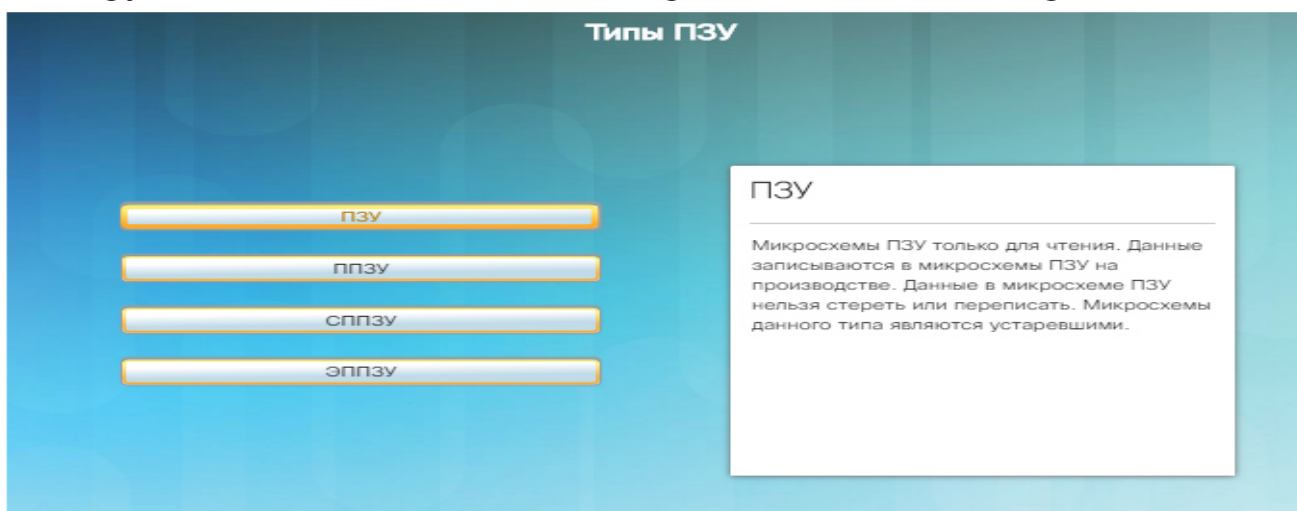 Типы ПЗУ
ПЗУ
ППЗУ
СППЗУ
ЭППЗУ
ПЗУ
Микросхемы ПЗУ только для чтения. Данные
записываются в микросхемы ПЗУ на
производстве. Данные в микросхеме ПЗУ
нельзя стереть или переписать. Микросхемы
данного типа являются устаревшими.